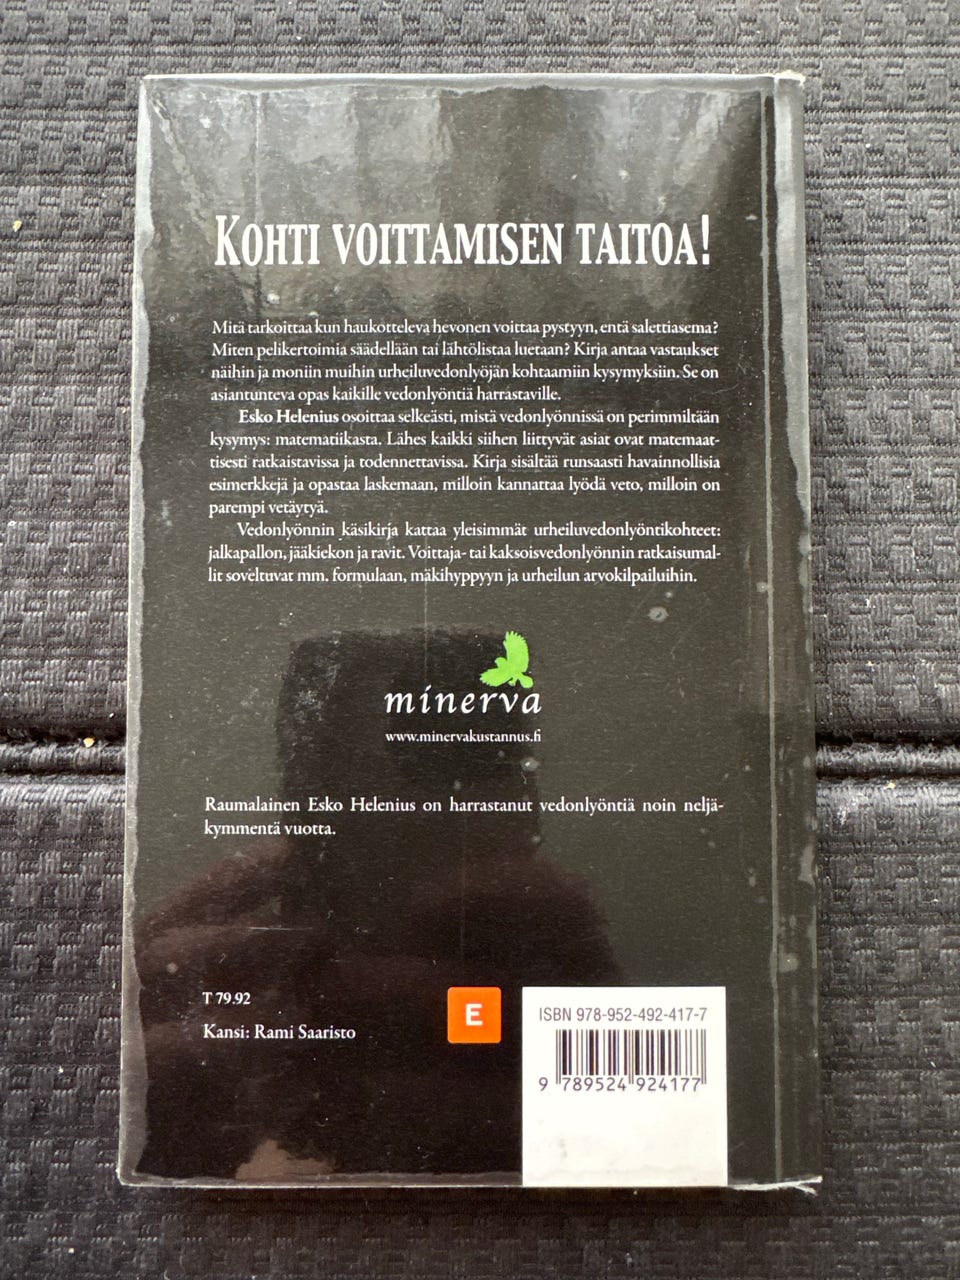 KOHTI VOITTAMISEN TAITOA!
Mitä tarkoittaa kun haukotteleva hevonen voittaa pystyyn, entä salettiasema?
Miten pelikertoimia säädellään tai lähtölistaa luetaan? Kirja antaa vastaukset
näihin ja moniin muihin urheiluvedonlyöjän kohtaamiin kysymyksiin. Se on
asiantunteva opas kaikille vedonlyöntiä harrastaville.
Esko Helenius osoittaa selkeästi, mistä vedonlyönnissä on perimmiltään
kysymys: matematiikasta. Lähes kaikki siihen liittyvät asiat ovat matemaat-
tisesti ratkaistavissa ja todennettavissa. Kirja sisältää runsaasti havainnollisia
esimerkkejä ja opastaa laskemaan, milloin kannattaa lyödä veto, milloin on
parempi vetäytyä.
Vedonlyönnin käsikirja kattaa yleisimmät urheiluvedonlyöntikohteet:
jalkapallon, jääkiekon ja ravit. Voittaja- tai kaksoisvedonlyönnin ratkaisumal-
lit soveltuvat mm. formulaan, mäkihyppyyn ja urheilun arvokilpailuihin.
minerva
www.minervakustannus.fi
Raumalainen Esko Helenius on harrastanut vedonlyöntiä noin neljä-
kymmentä vuotta.
T 79.92
Kansi: Rami Saaristo
E
ISBN 978-952-492-417-7
9 789524 924177